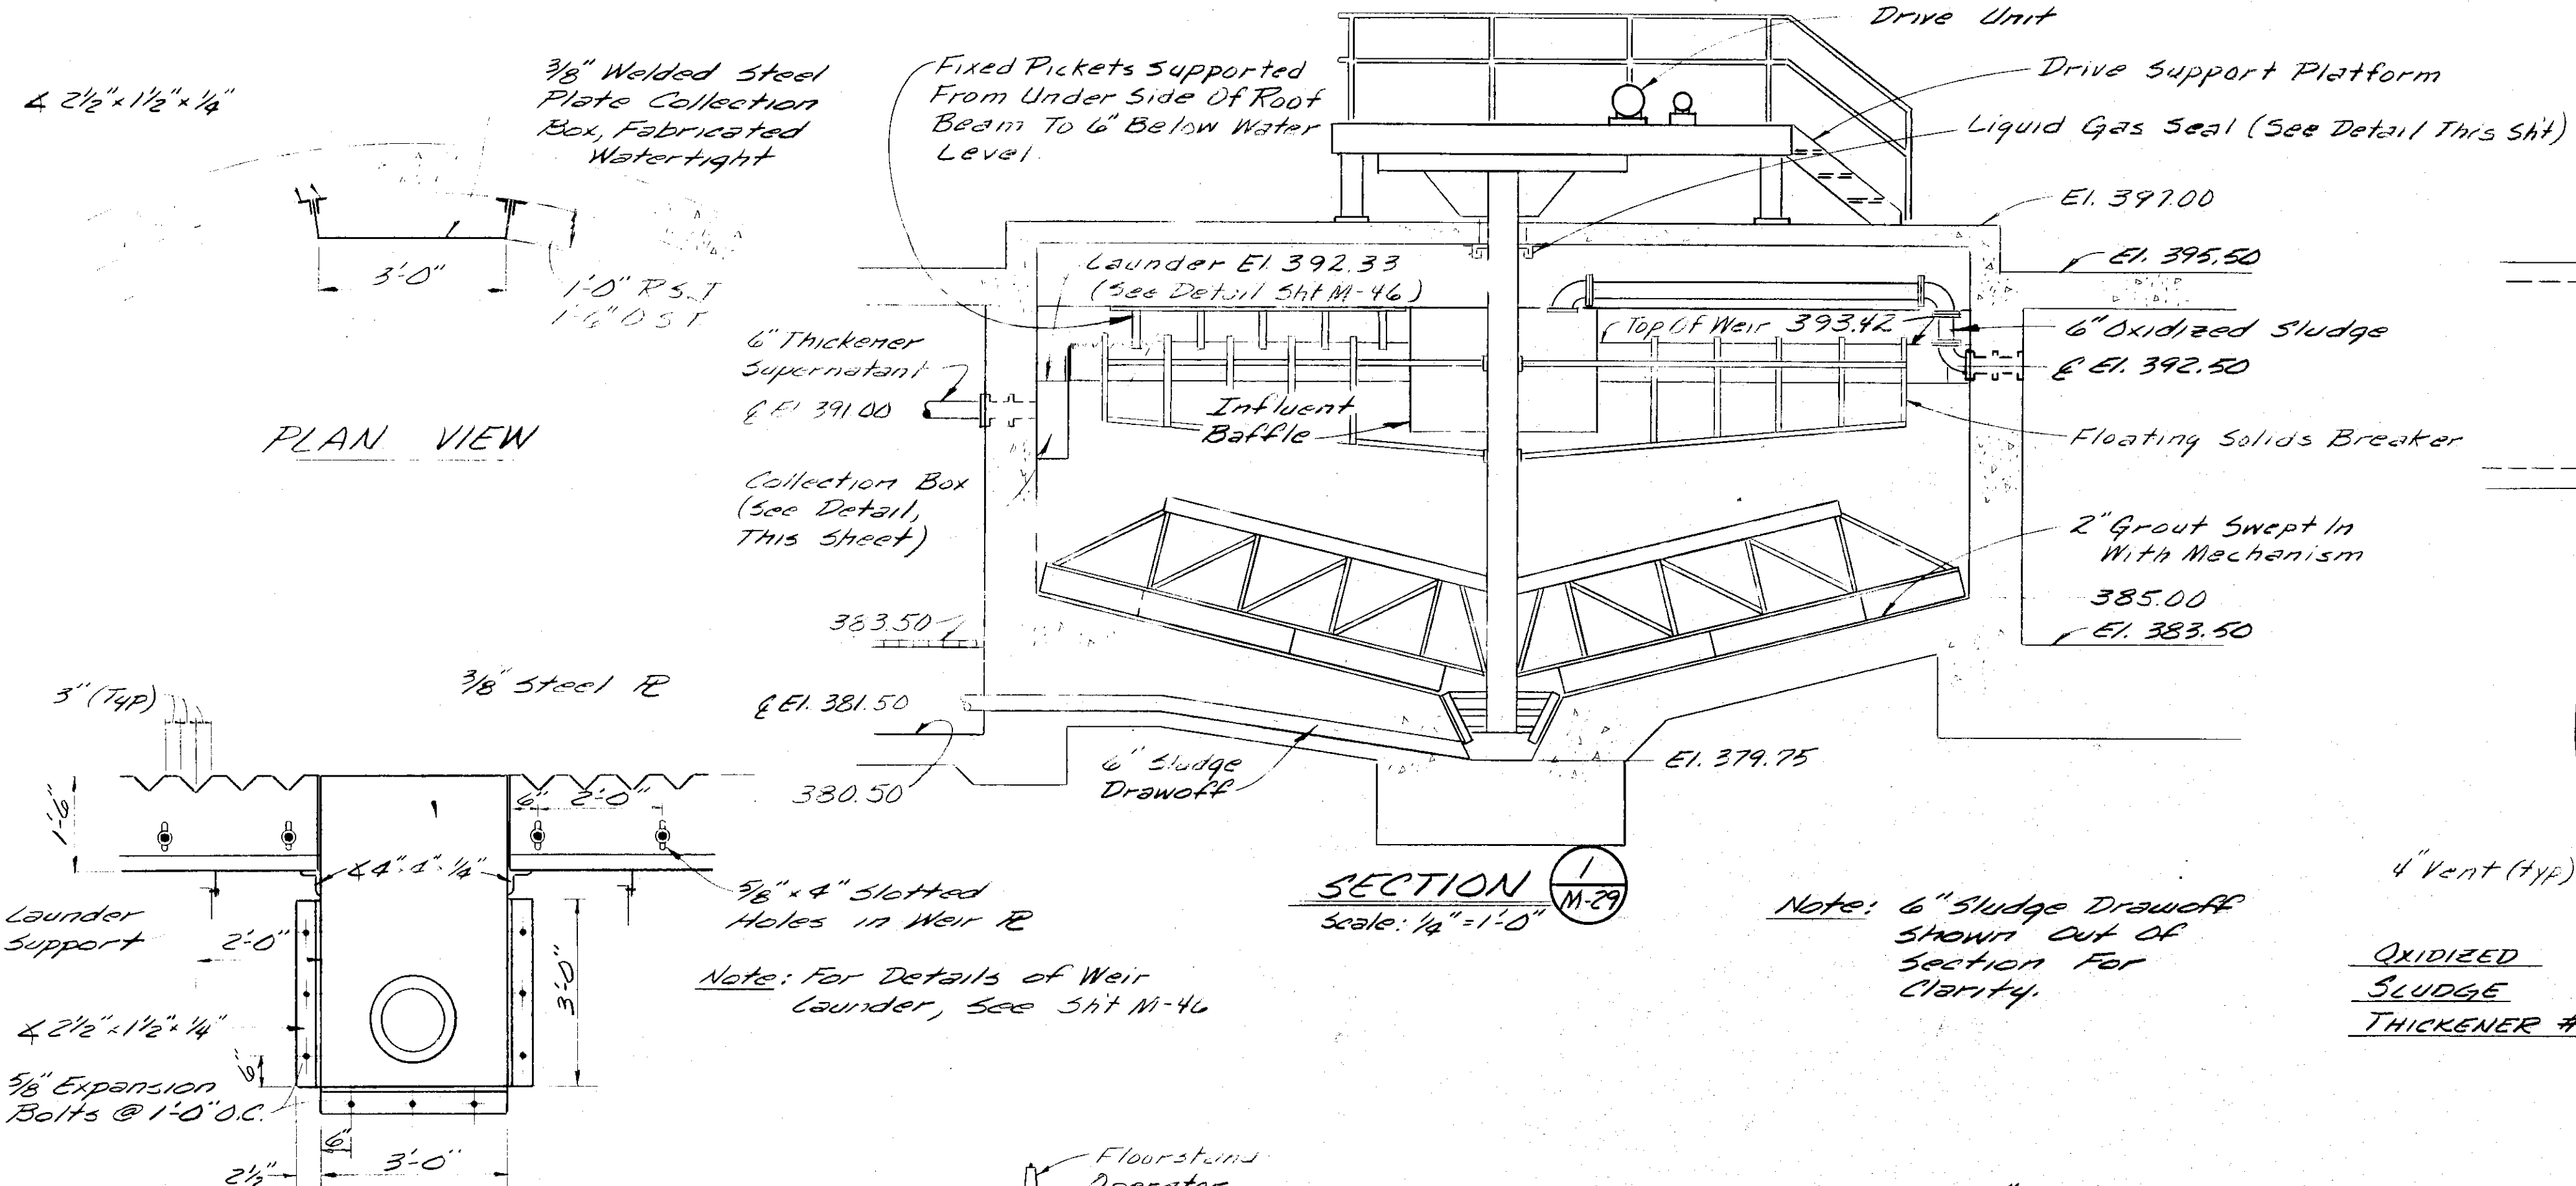 ∡ 2½" x 1½" x ¼"
3/8" Welded Steel
Plate Collection
Box, Fabricated
Watertight
3'-0"
1'-0" P.S.T
1'-6" O S T
PLAN VIEW
Fixed Pickets Supported
From Under Side Of Roof
Beam To 6" Below Water
Level.
Drive Unit
Drive Support Platform
Liquid Gas Seal (See Detail This Sht)
El. 397.00
El. 395.50
Launder El. 392.33
(See Detail Sht M-46)
Top Of Weir 393.42
6" Oxidized Sludge
℄ El. 392.50
6" Thickener
Supernatant
℄ El 391.00
Influent
Baffle
Floating Solids Breaker
Collection Box
(See Detail,
This Sheet)
2" Grout Swept In
With Mechanism
385.00
El. 383.50
383.50
℄ El. 381.50
380.50
6" Sludge
Drawoff
El. 379.75
SECTION 1
M-29
Scale: ¼" = 1'-0"
Note: 6" Sludge Drawoff
Shown Out Of
Section For
Clarity.
4" Vent (typ)
OXIDIZED
SLUDGE
THICKENER #
3" (Typ)
3/8" Steel ⅊
1'-6"
6" 2'-0"
∡ 4" 4" ¼"
5/8" x 4" Slotted
Holes in Weir ⅊
Launder
Support
2'-0"
3'-0"
Note: For Details of Weir
Launder, See Sht M-46
∡ 2½" x 1½" x ¼"
6"
5/8" Expansion
Bolts @ 1'-0" O.C.
6"
3'-0"
2½"
Floorstand
Operator